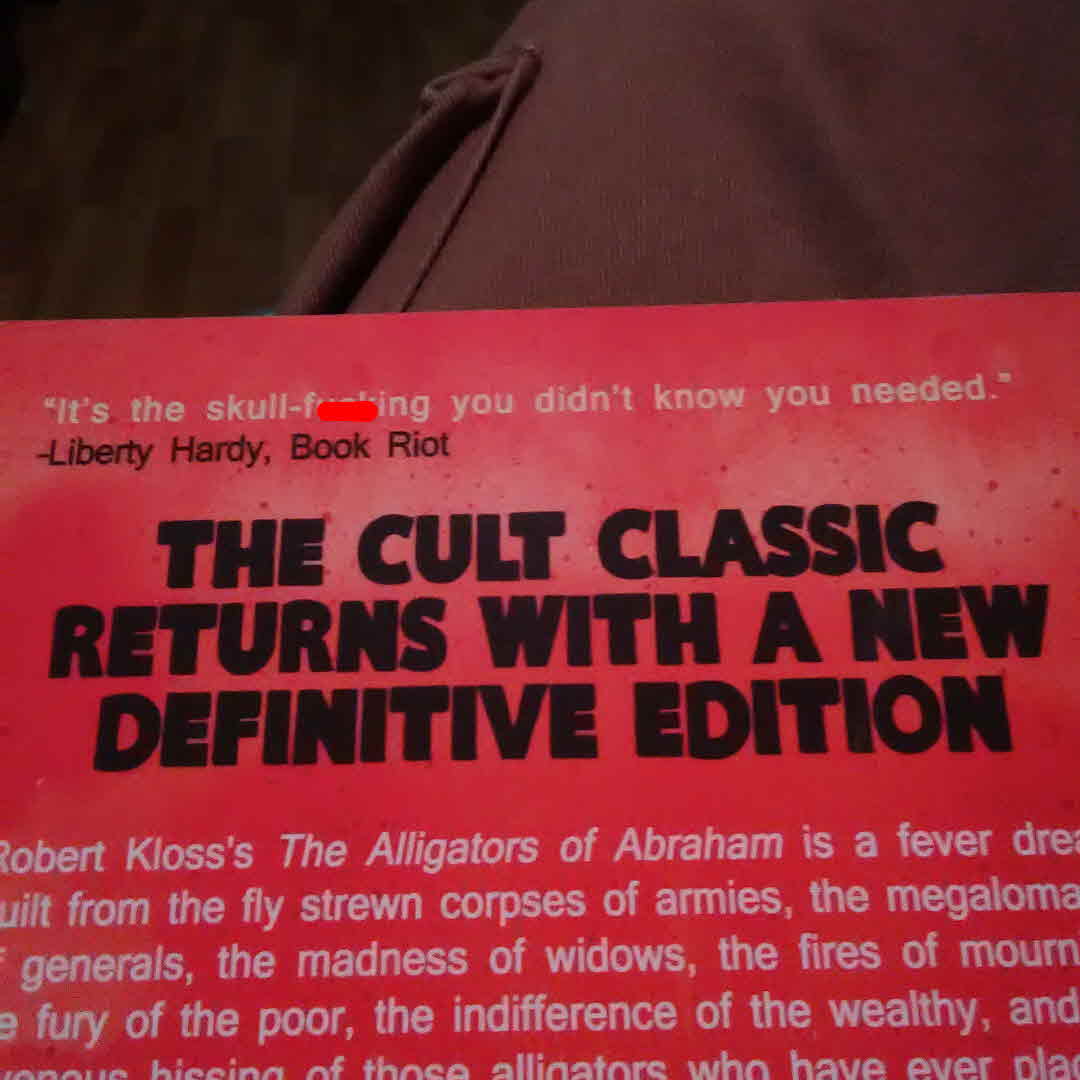 "It's the skull-f ing you didn't know you needed."
-Liberty Hardy, Book Riot
THE CULT CLASSIC
RETURNS WITH A NEW
DEFINITIVE EDITION
Robert Kloss's The Alligators of Abraham is a fever drea
uilt from the fly strewn corpses of armies, the megaloma
f generals, the madness of widows, the fires of mourn
e fury of the poor, the indifference of the wealthy, and
venous hissing of those alligators who have ever plag